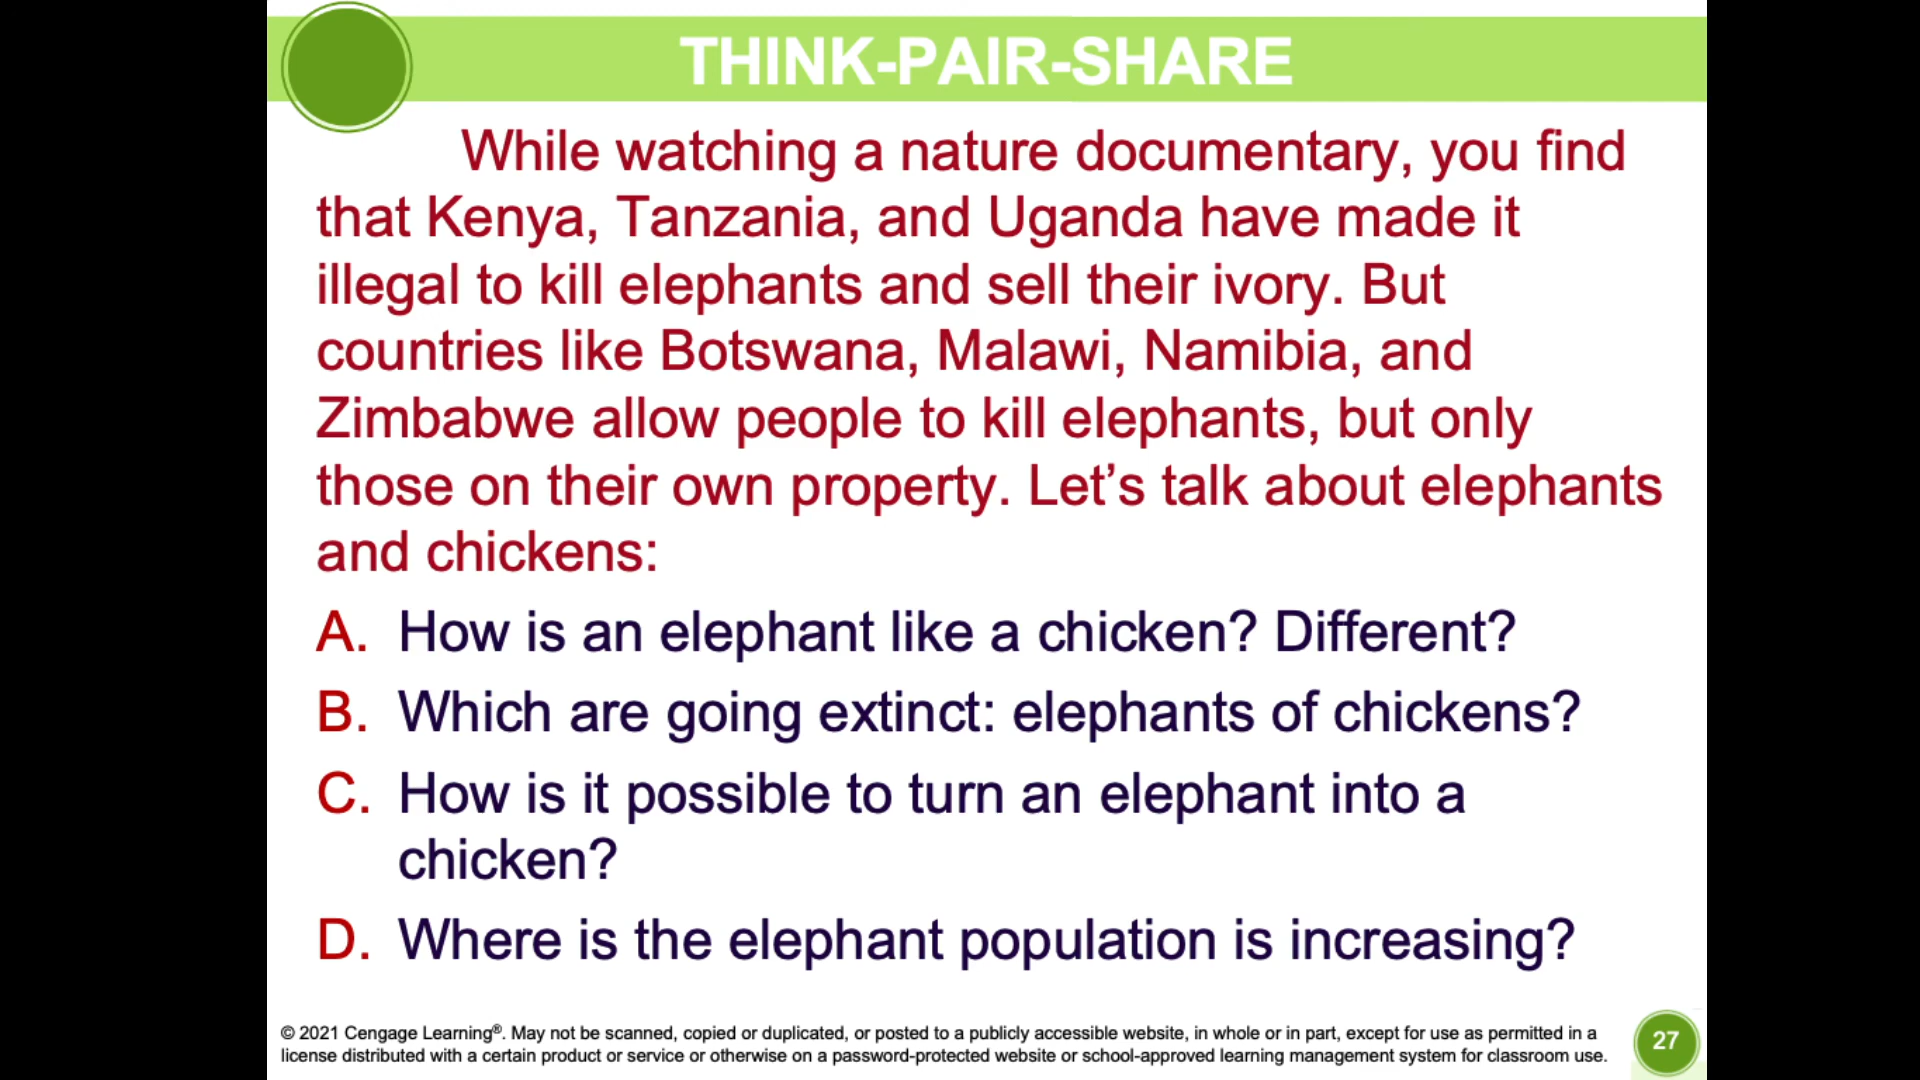 THINK-PAIR-SHARE
While watching a nature documentary, you find
that Kenya, Tanzania, and Uganda have made it
illegal to kill elephants and sell their ivory. But
countries like Botswana, Malawi, Namibia, and
Zimbabwe allow people to kill elephants, but only
those on their own property. Let’s talk about elephants
and chickens:
A. How is an elephant like a chicken? Different?
B. Which are going extinct: elephants of chickens?
C. How is it possible to turn an elephant into a
chicken?
D. Where is the elephant population is increasing?
© 2021 Cengage Learning®. May not be scanned, copied or duplicated, or posted to a publicly accessible website, in whole or in part, except for use as permitted in a
license distributed with a certain product or service or otherwise on a password-protected website or school-approved learning management system for classroom use.
27